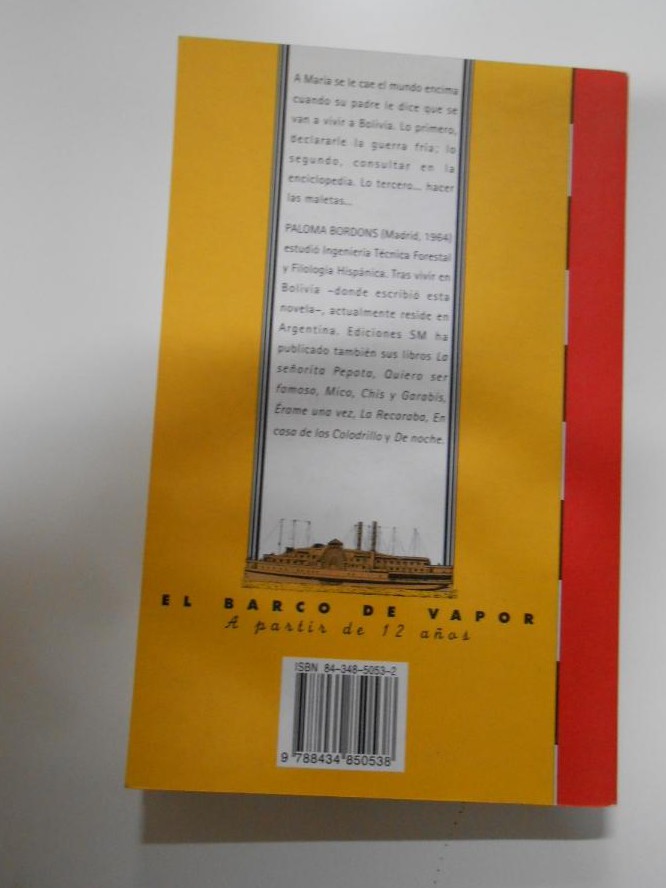 A María se le cae el mundo encima
cuando su padre le dice que se
van a vivir a Bolivia. Lo primero,
declararle la guerra fría; lo
segundo, consultar en la
enciclopedia. Lo tercero... hacer
las maletas...
PALOMA BORDONS (Madrid, 1964)
estudió Ingeniería Técnica Forestal
y Filología Hispánica. Tras vivir en
Bolivia –donde escribió esta
novela–, actualmente reside en
Argentina. Ediciones SM ha
publicado también sus libros La
señorita Pepota, Quiero ser
famosa, Mico, Chis y Garabís,
Érame una vez, La Recaraba, En
casa de los Calodrillo y De noche.
EL BARCO DE VAPOR
A partir de 12 años
ISBN 84-348-5053-2
9 788434 850538